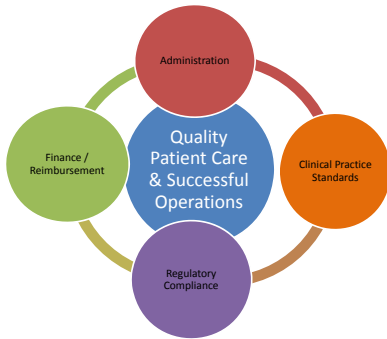 Administration
Quality
Patient Care
& Successful
Operations
Finance /
Reimbursement
Clinical Practice
Standards
Regulatory
Compliance